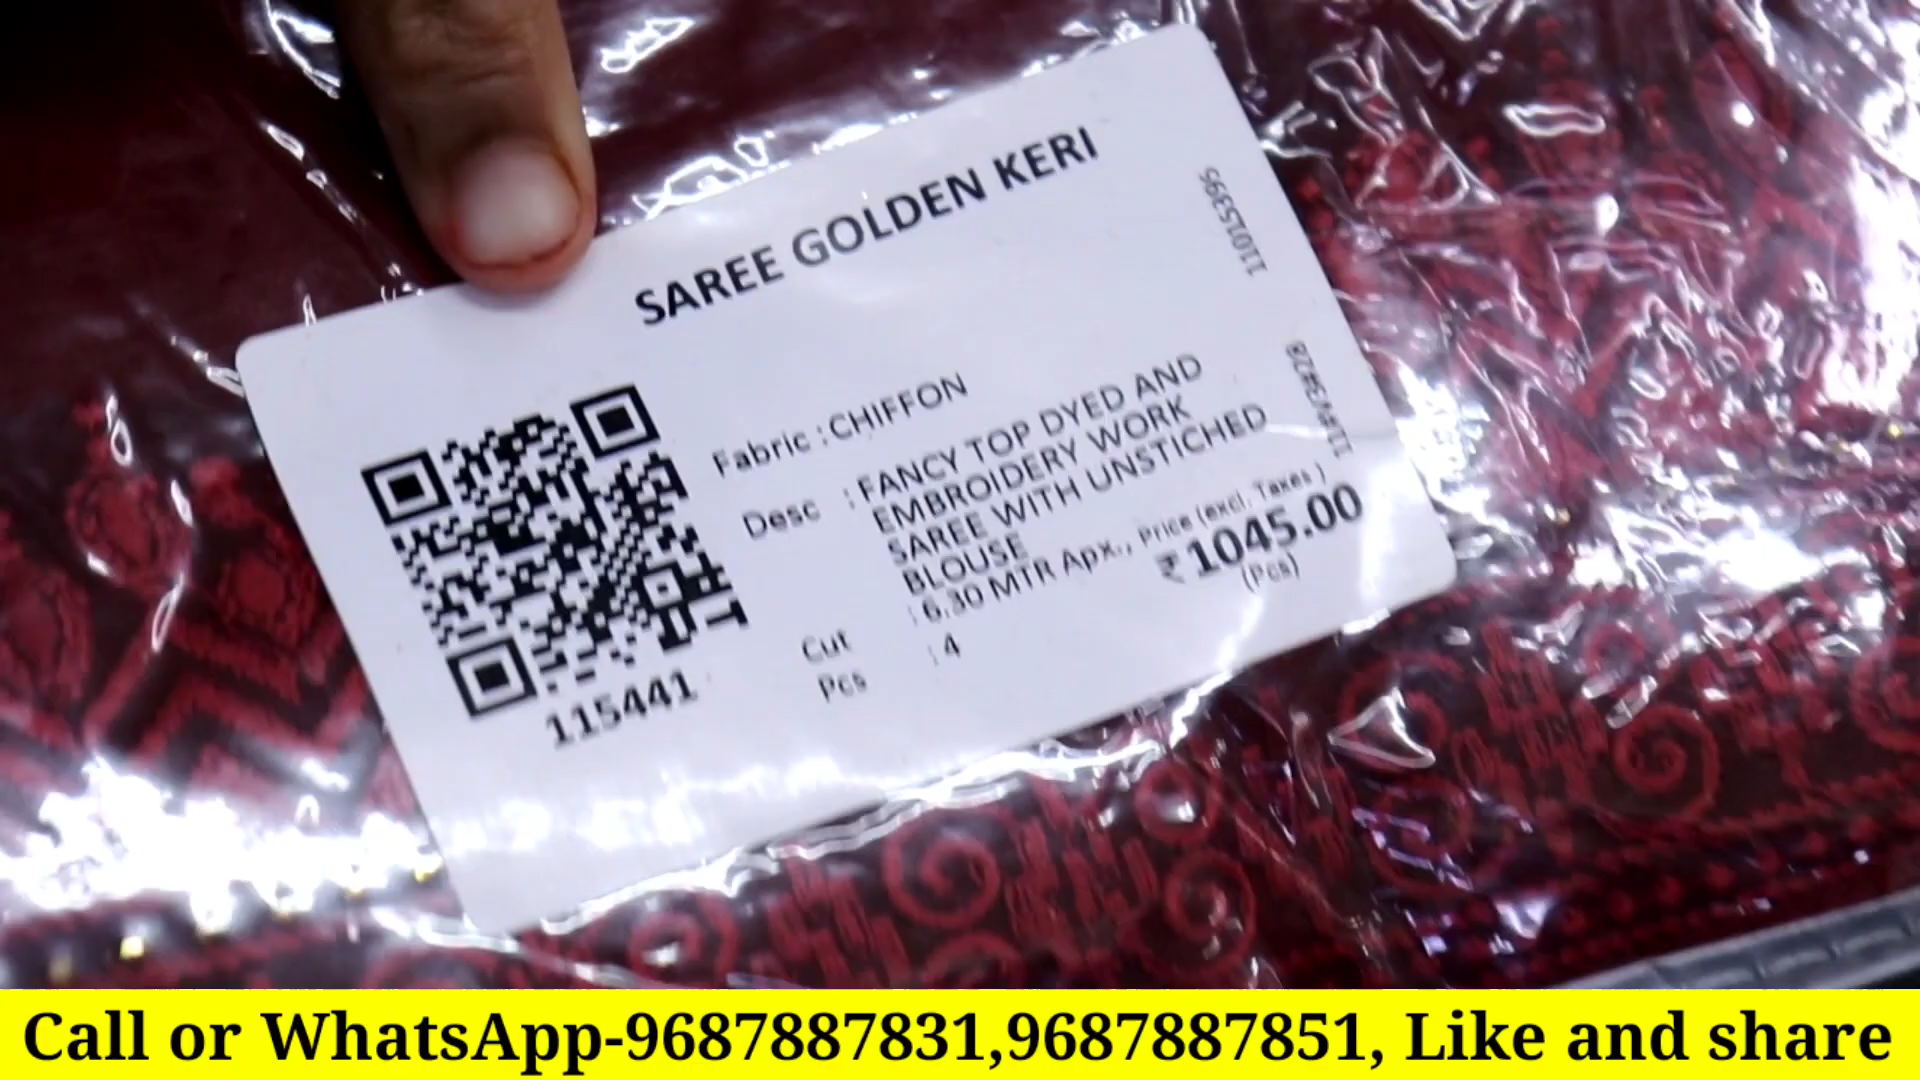 SAREE GOLDEN KERI
Fabric : CHIFFON
Desc : FANCY TOP DYED AND
EMBROIDERY WORK
SAREE WITH UNSTICHED
BLOUSE
Cut : 6.30 MTR Apx., Price (excl. Taxes )
₹ 1045.00
(Pcs)
Pcs : 4
115441
1101S3395
Call or WhatsApp-9687887831,9687887851, Like and share